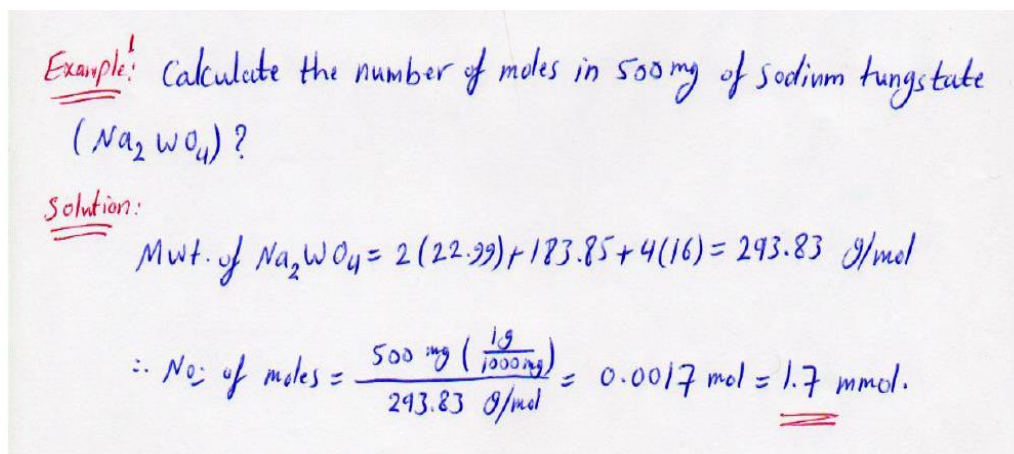 Example: 1 Calculate the number of moles in 500 mg of sodium tungstate
(Na₂WO₄)?
Solution:
Mwt. of Na₂WO₄ = 2(22.99) + 183.85 + 4(16) = 293.83 g/mol
∴ No: of moles = 500 mg (1g/1000mg) / 293.83 g/mol = 0.0017 mol = 1.7 mmol.